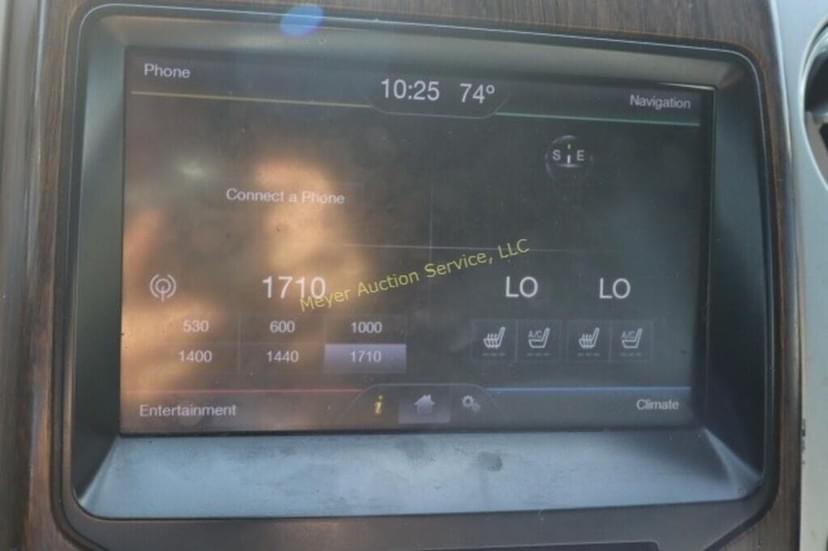 Phone
10:25 74°
Navigation
S E
Connect a Phone
1710
LO LO
Meyer Auction Service, LLC
530 600 1000
A/C A/C
1400 1440 1710
Entertainment
i
Climate